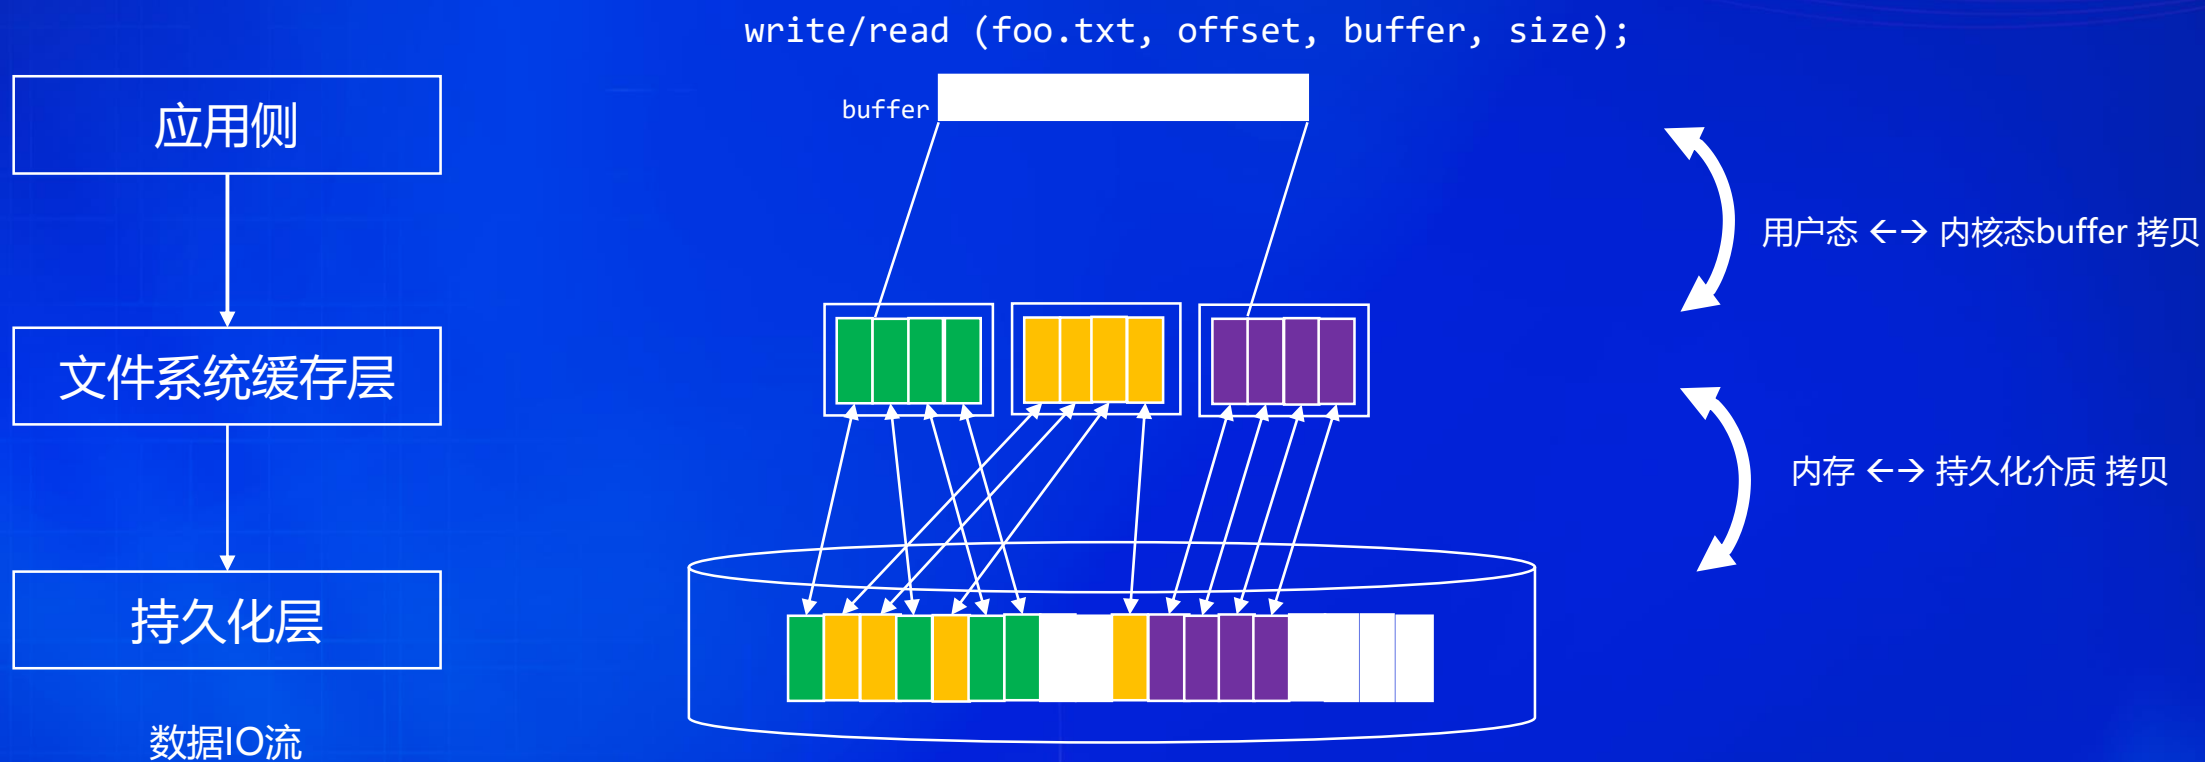 write/read (foo.txt, offset, buffer, size);
应用侧
buffer
用户态 ←→ 内核态buffer 拷贝
文件系统缓存层
内存 ←→ 持久化介质 拷贝
持久化层
数据IO流